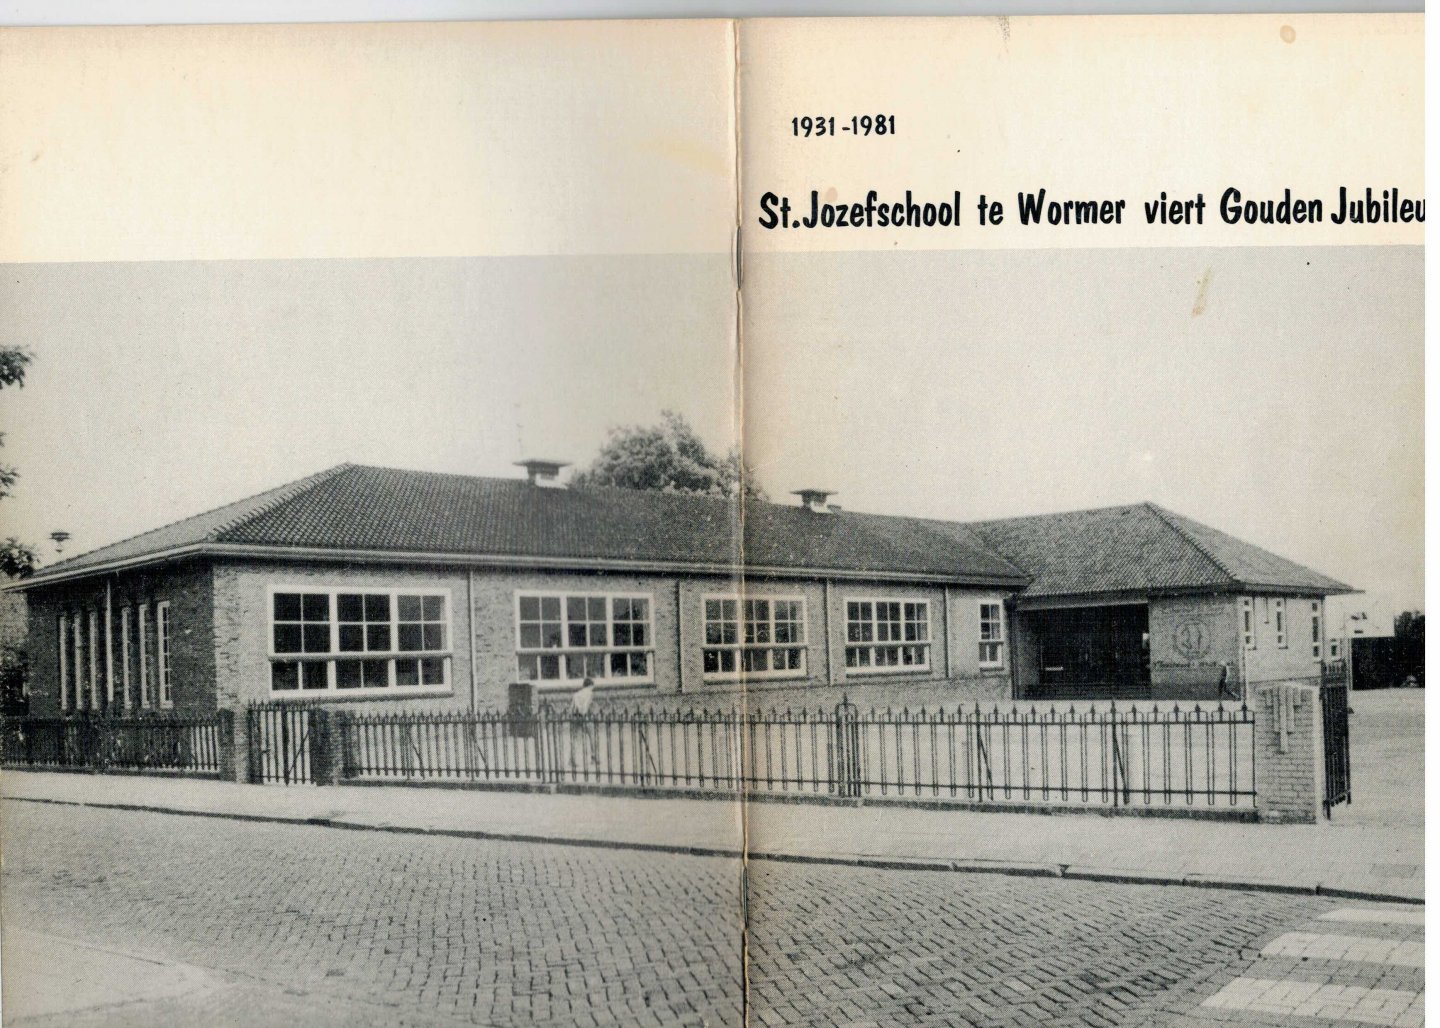 1931-1981
St. Jozefschool te Wormer viert Gouden Jubileu